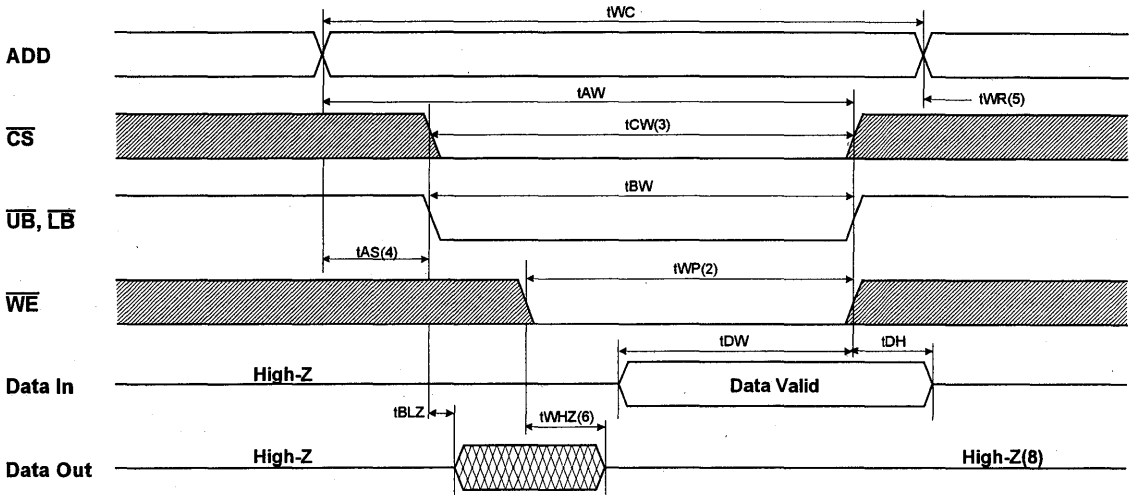 tWC
ADD
tAW
tWR(5)
CS
tCW(3)
tBW
UB, LB
tAS(4)
tWP(2)
WE
tDW
tDH
High-Z
Data In
Data Valid
tBLZ
tWHZ(6)
High-Z
High-Z(8)
Data Out